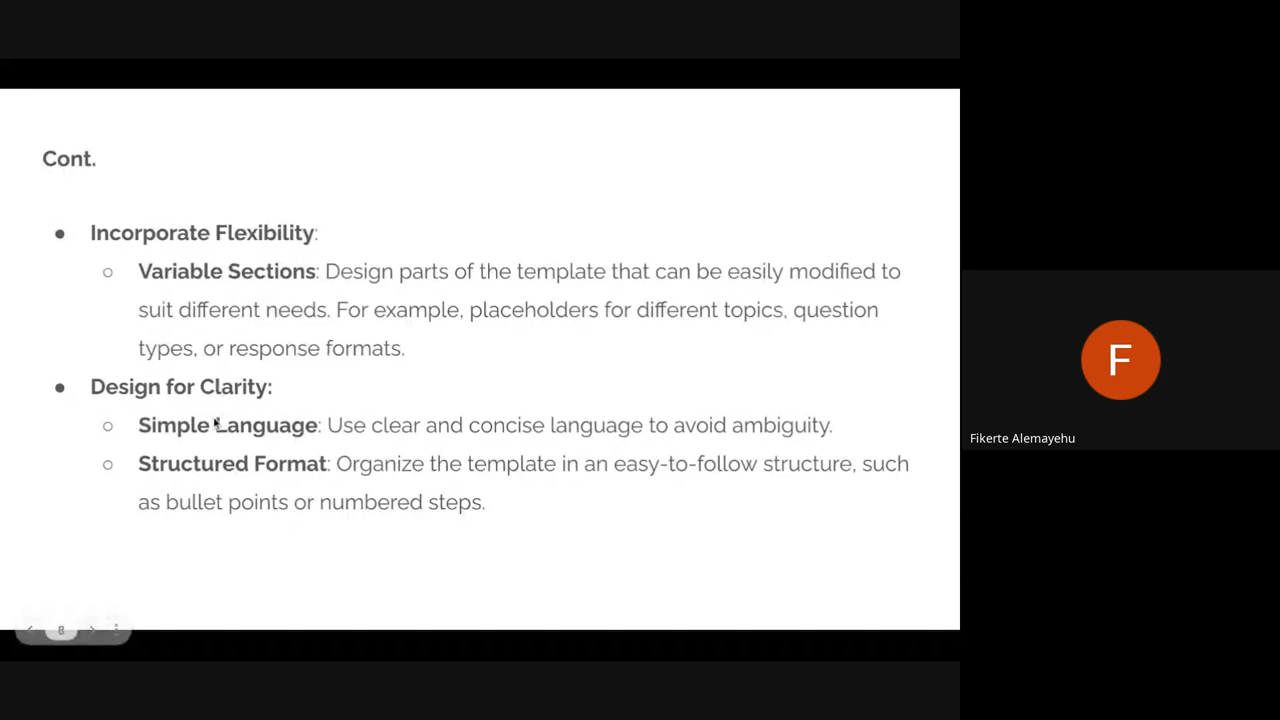 Cont.
● Incorporate Flexibility:
○ Variable Sections: Design parts of the template that can be easily modified to
suit different needs. For example, placeholders for different topics, question
types, or response formats.
● Design for Clarity:
○ Simple Language: Use clear and concise language to avoid ambiguity.
○ Structured Format: Organize the template in an easy-to-follow structure, such
as bullet points or numbered steps.
8
F
Fikerte Alemayehu